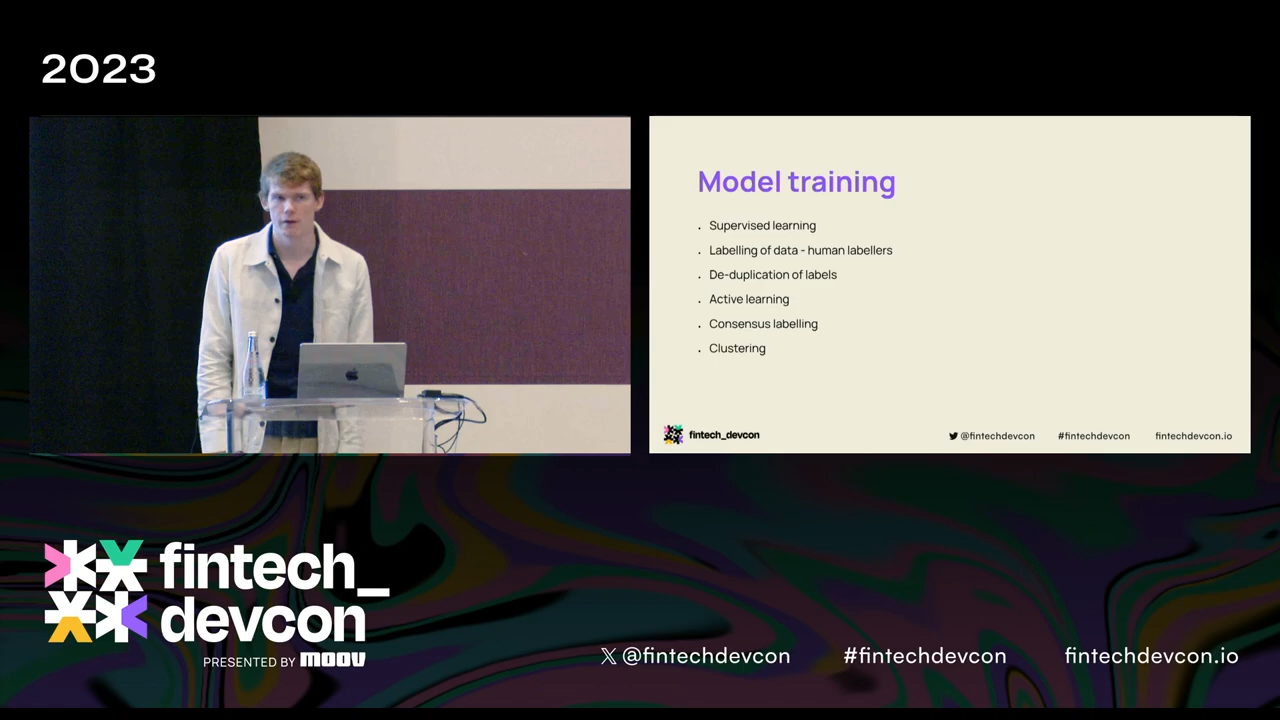 2023
Model training
. Supervised learning
. Labelling of data - human labellers
. De-duplication of labels
. Active learning
. Consensus labelling
. Clustering
fintech_devcon
@fintechdevcon #fintechdevcon fintechdevcon.io
fintech_
devcon
PRESENTED BY moov
@fintechdevcon #fintechdevcon fintechdevcon.io